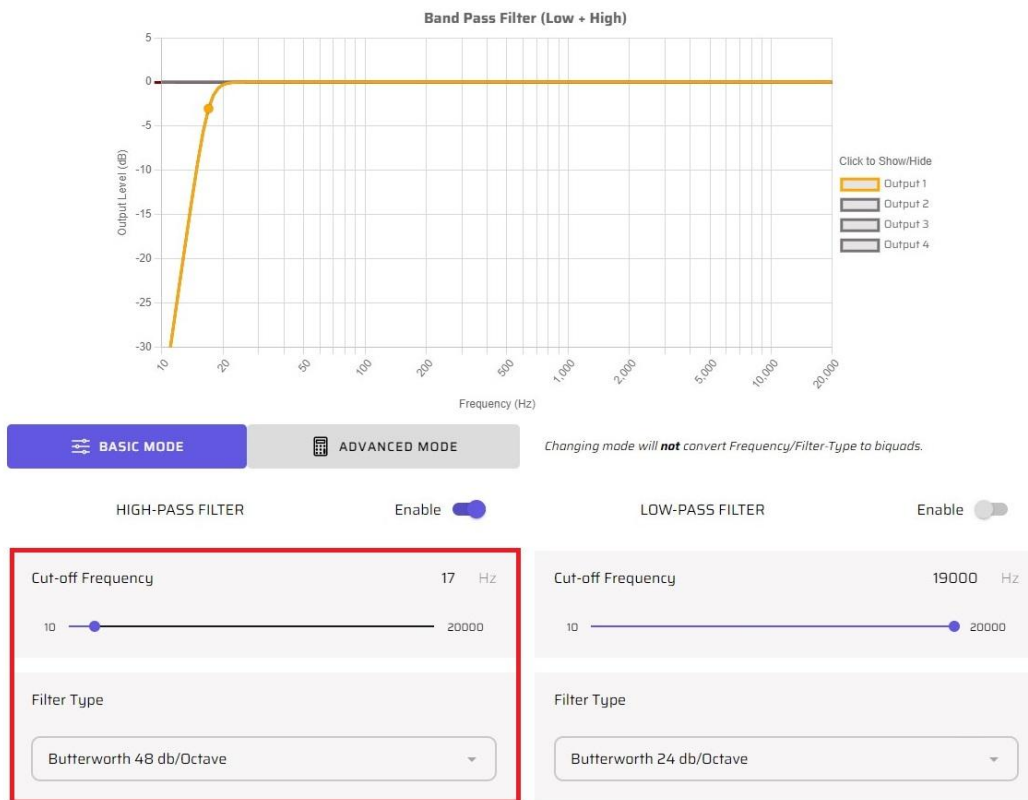 Band Pass Filter (Low + High)
5
0
-5
-10
-15
-20
-25
-30
Output Level (dB)
10
20
50
100
200
500
1,000
2,000
5,000
10,000
20,000
Frequency (Hz)
Click to Show/Hide
Output 1
Output 2
Output 3
Output 4
BASIC MODE
ADVANCED MODE
Changing mode will not convert Frequency/Filter-Type to biquads.
HIGH-PASS FILTER Enable
LOW-PASS FILTER Enable
Cut-off Frequency 17 Hz
10 20000
Filter Type
Butterworth 48 db/Octave
Cut-off Frequency 19000 Hz
10 20000
Filter Type
Butterworth 24 db/Octave